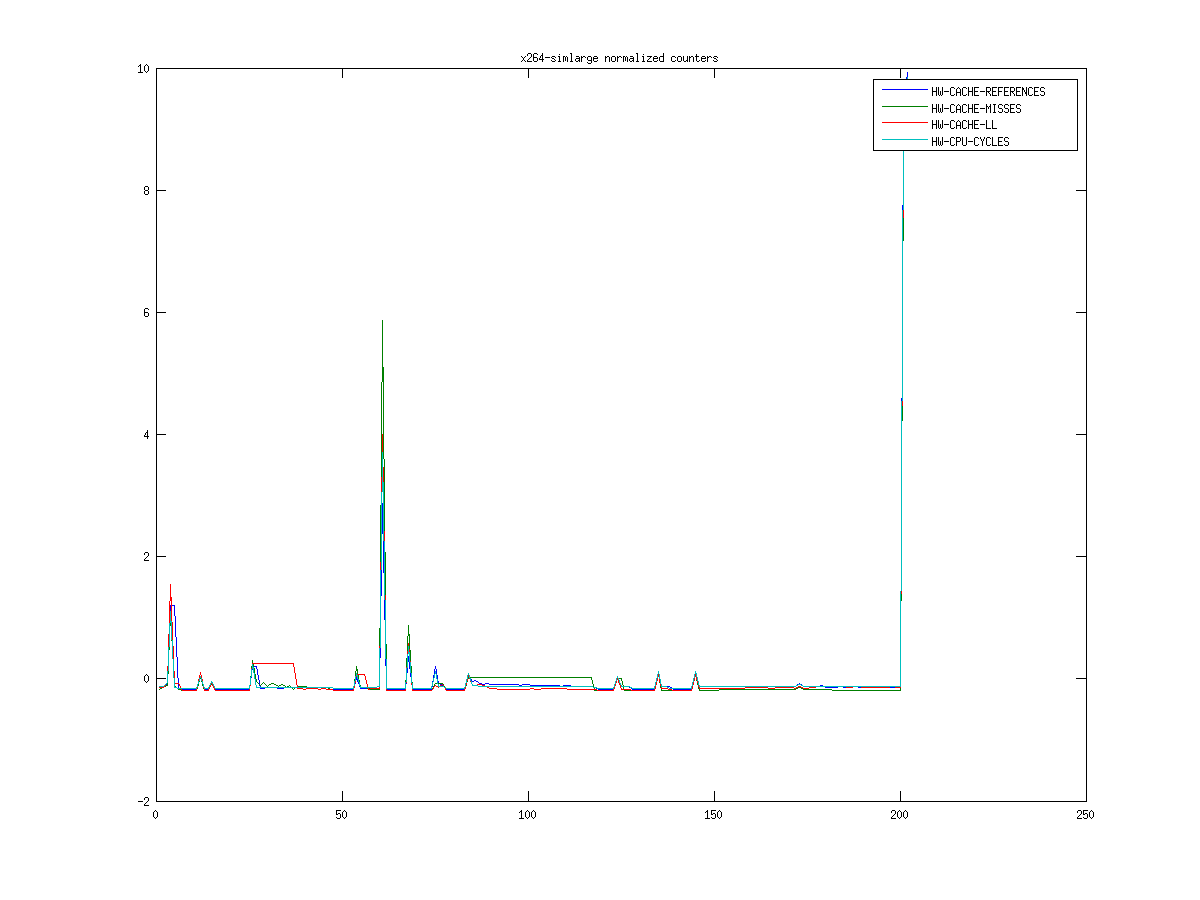 x264-simlarge normalized counters
10
8
6
4
2
0
-2
HW-CACHE-REFERENCES
HW-CACHE-MISSES
HW-CACHE-LL
HW-CPU-CYCLES
0 50 100 150 200 250